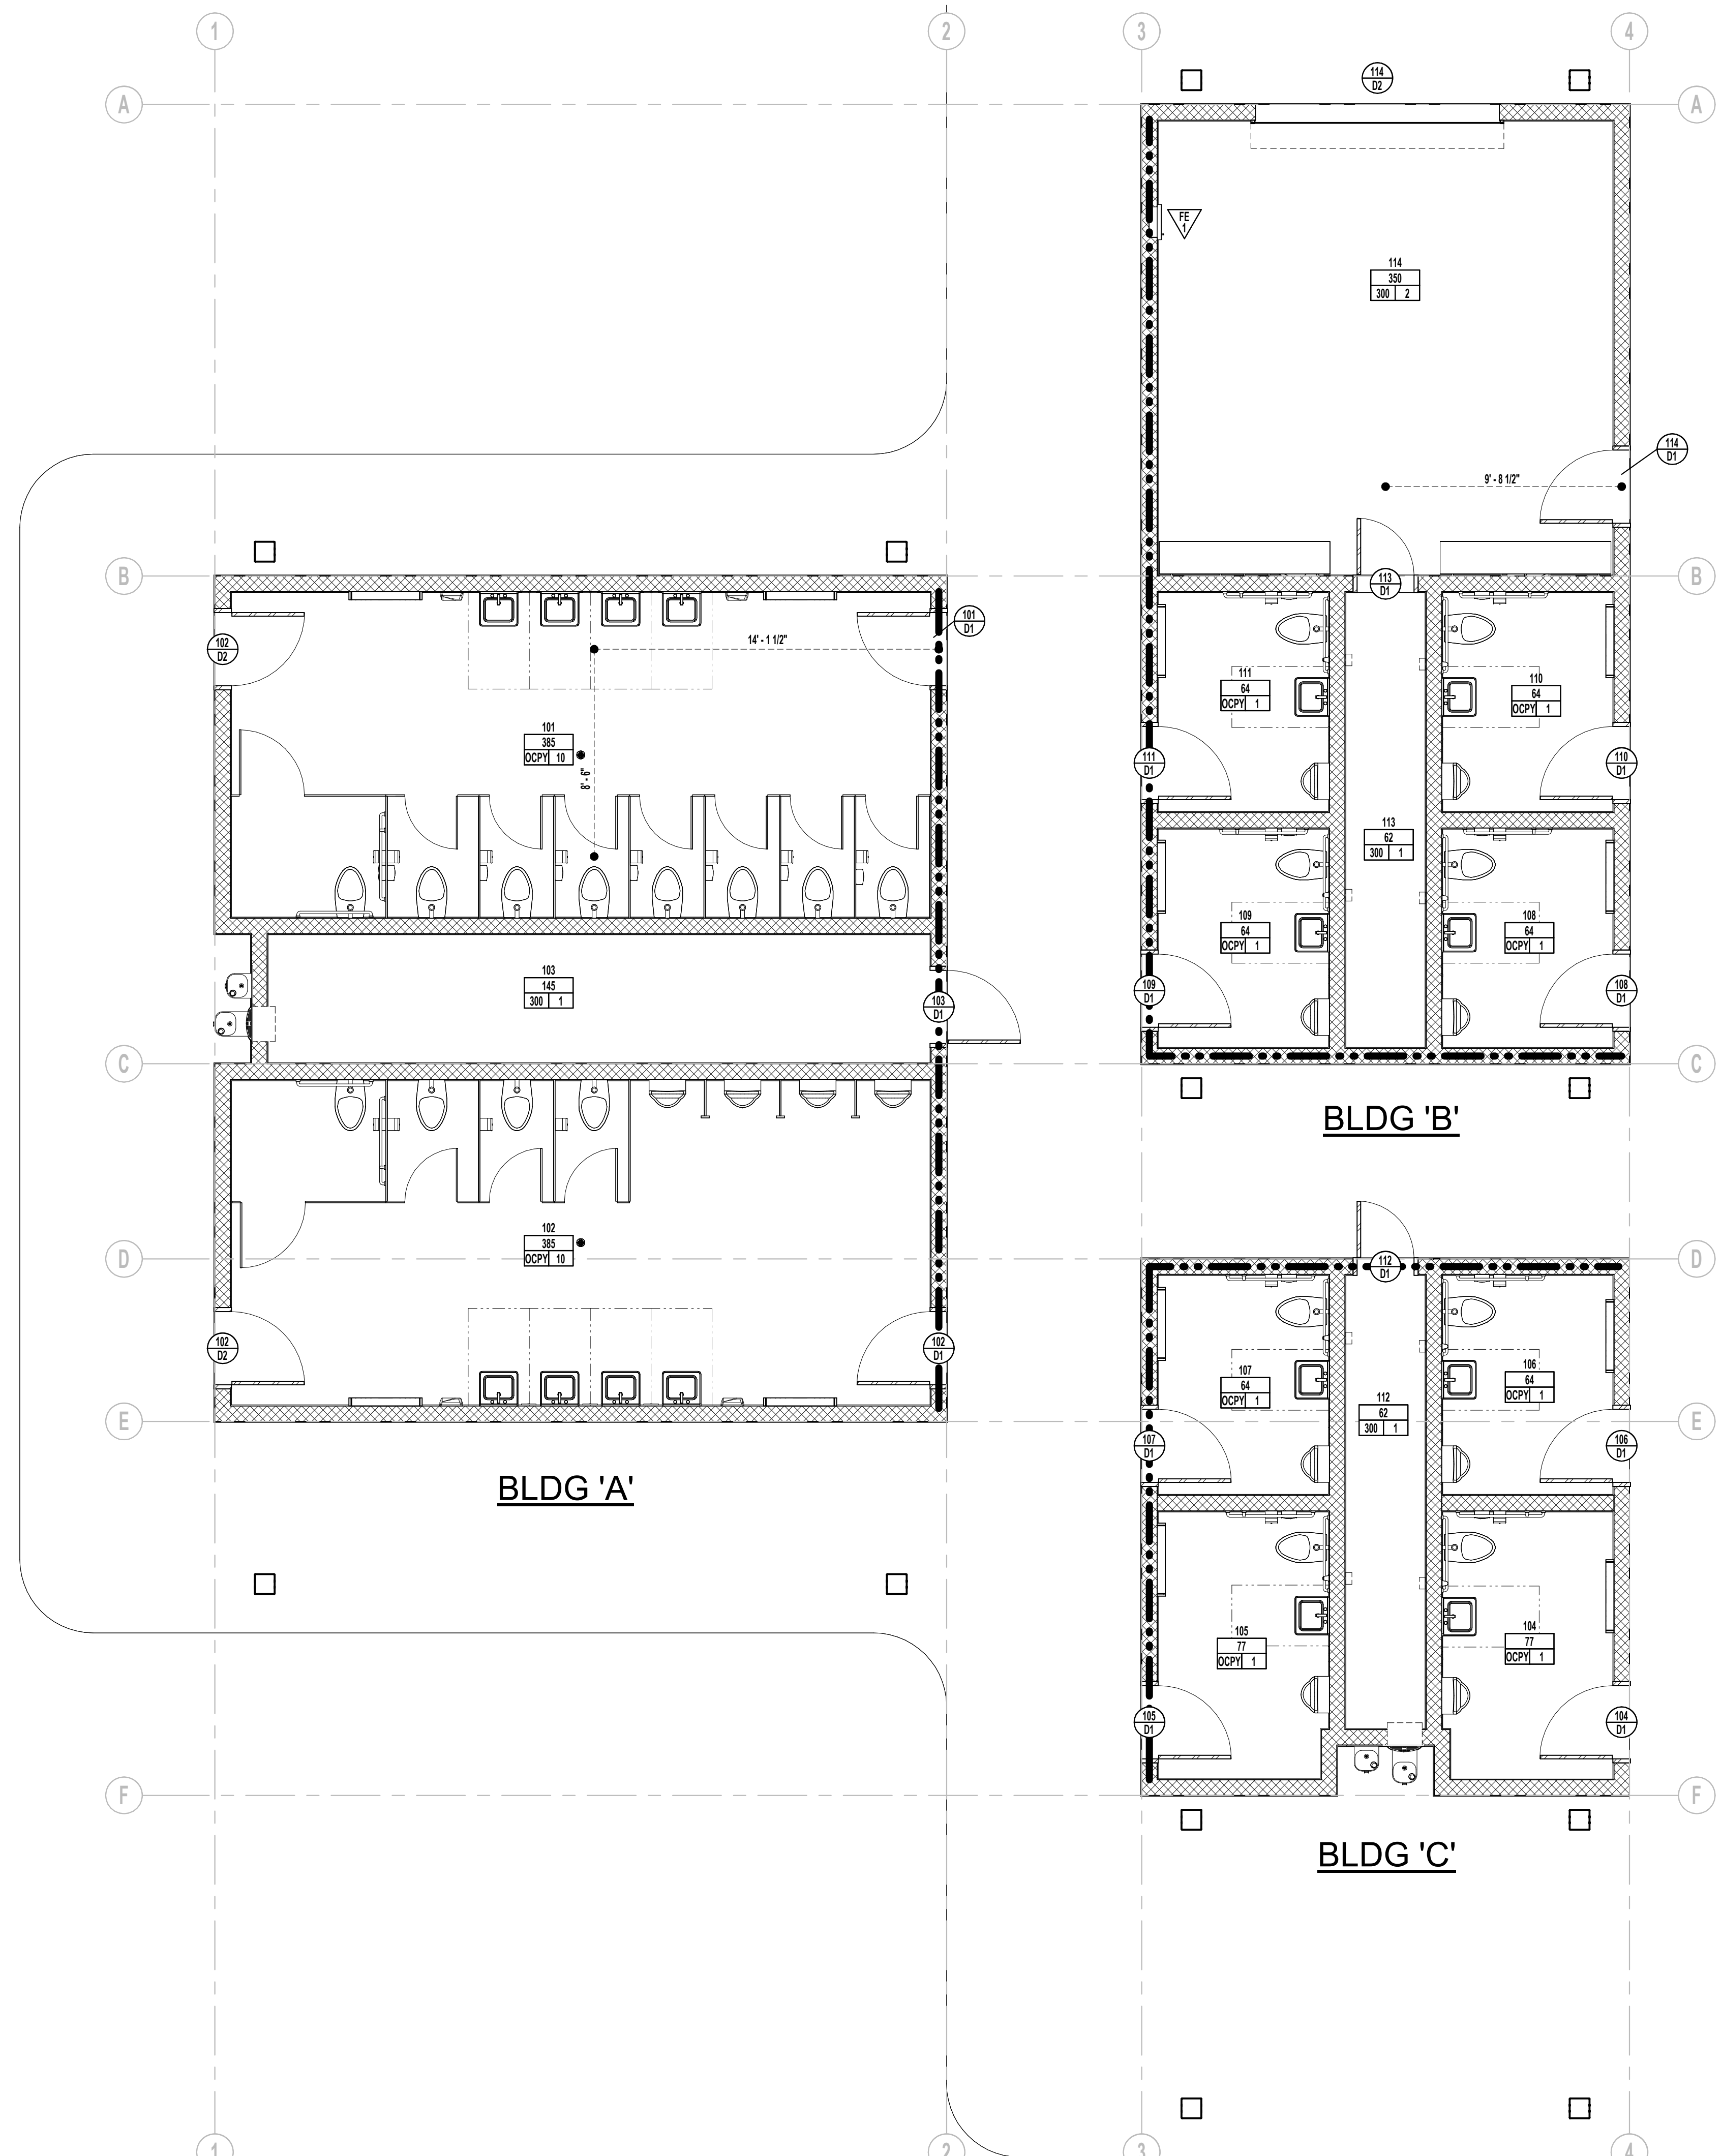 1
2
3
4
114
D2
A
A
FE
1
114
350
300 2
114
D1
9' - 8 1/2"
B
B
113
D1
101
D1
102
D2
14' - 1 1/2"
111
64
OCPY 1
110
64
OCPY 1
101
385
OCPY 10
8' - 6"
111
D1
110
D1
113
62
300 1
109
64
OCPY 1
108
64
OCPY 1
103
145
300 1
103
D1
109
D1
108
D1
C
C
BLDG 'B'
102
385
OCPY 10
D
D
112
D1
102
D2
102
D1
107
64
OCPY 1
106
64
OCPY 1
112
62
300 1
E
E
107
D1
106
D1
BLDG 'A'
105
77
OCPY 1
104
77
OCPY 1
105
D1
104
D1
F
F
BLDG 'C'
1
2
3
4